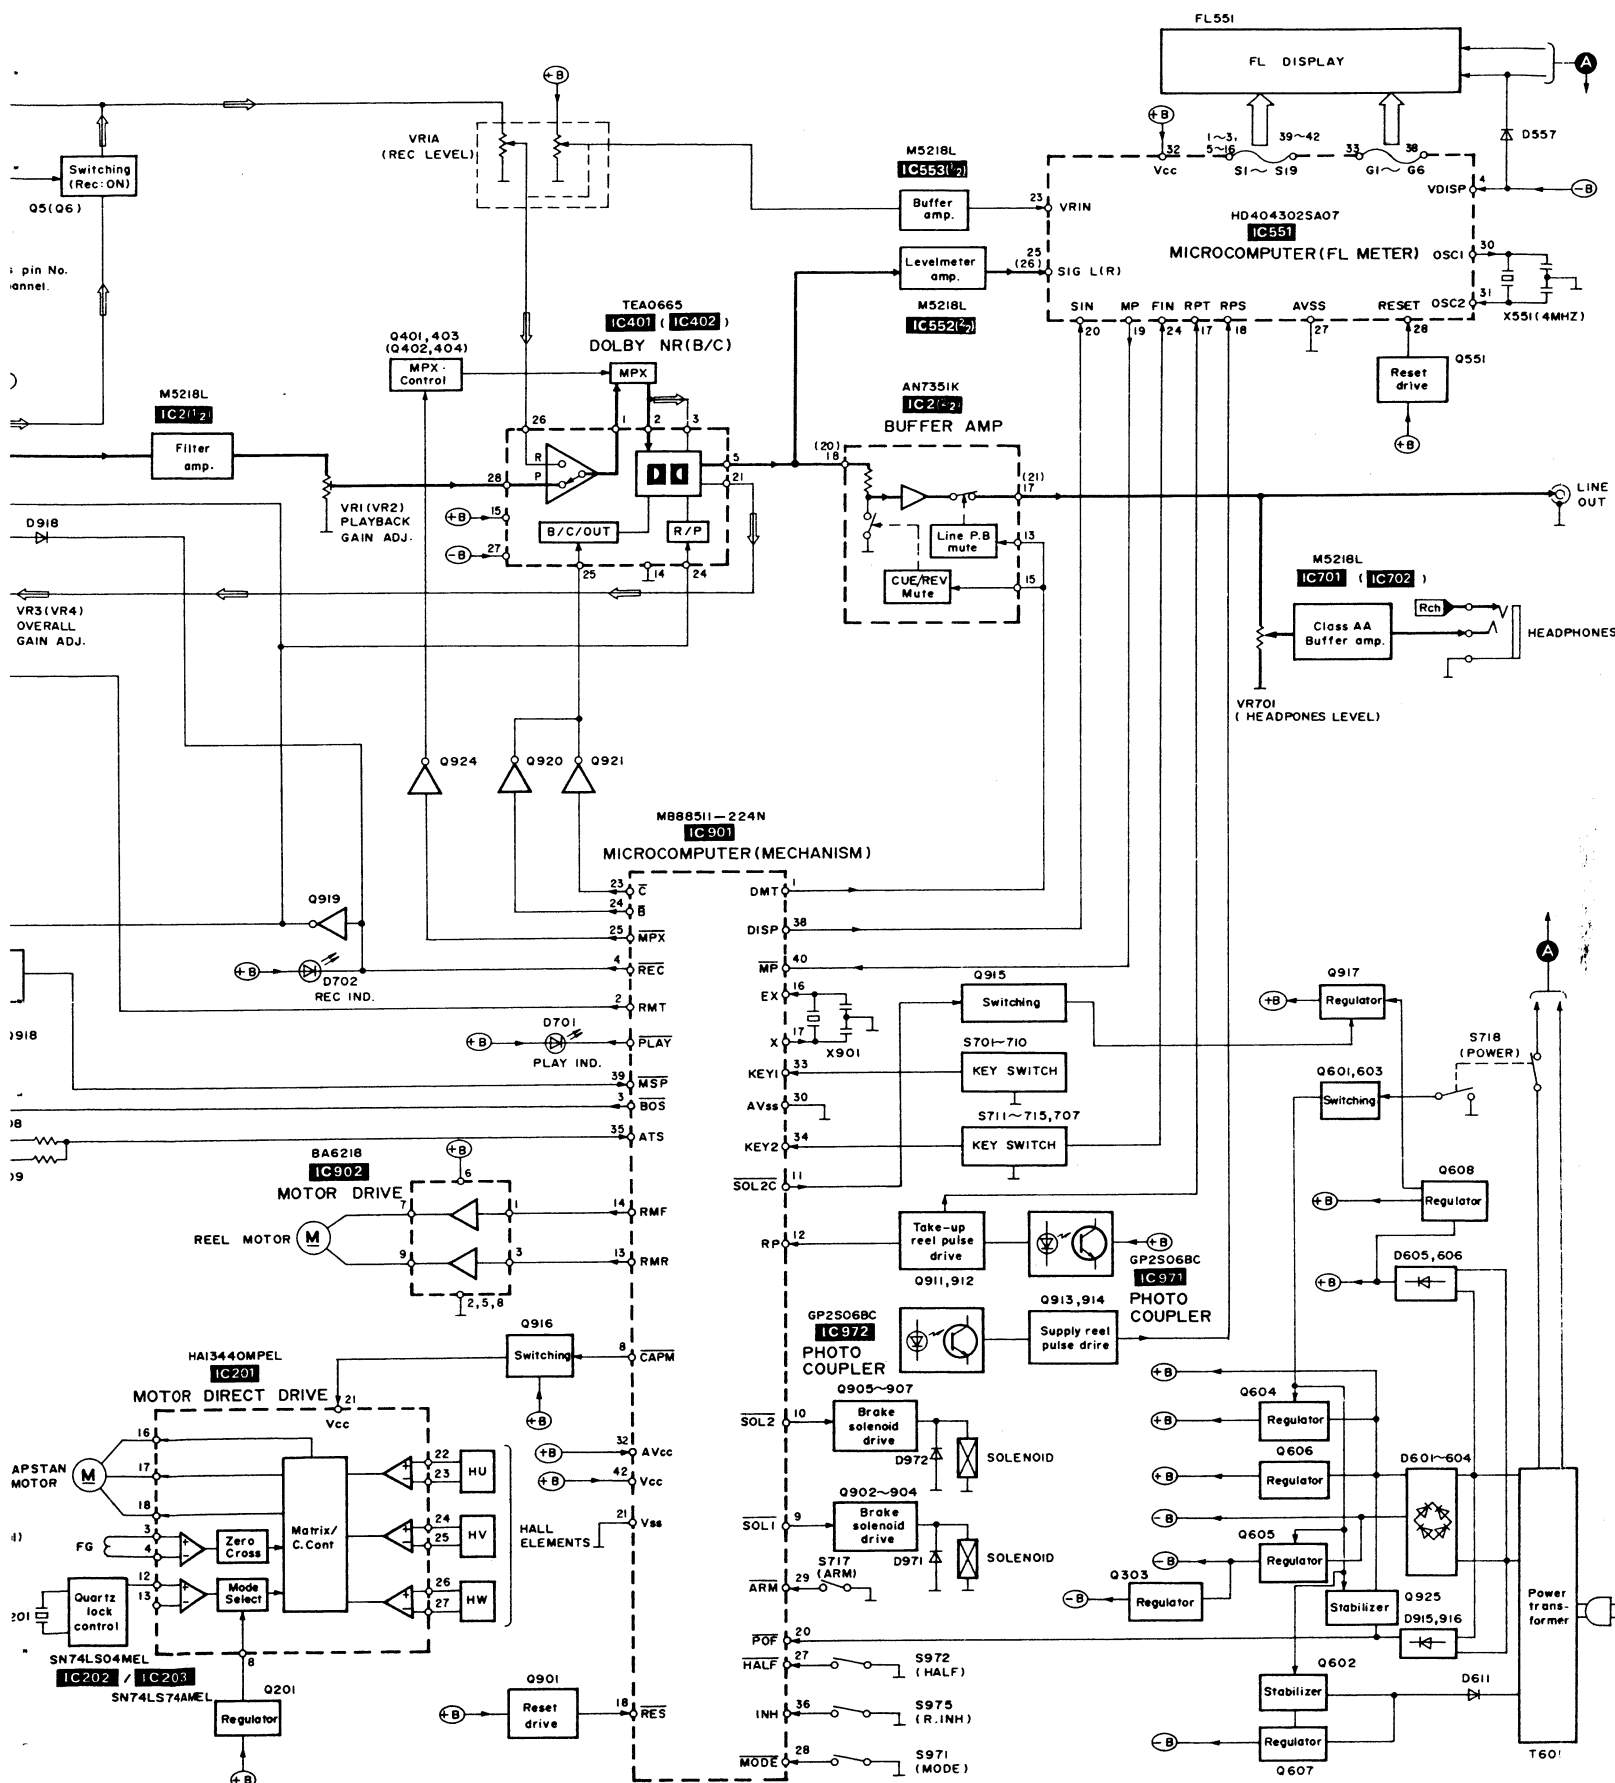 FL551
FL DISPLAY
A
+B
VR1A
(REC LEVEL)
Switching
(Rec:ON)
Q5(Q6)
pin No.
annel.
M5218L
IC553(1/2)
Buffer
amp.
Levelmeter
amp.
M5218L
IC552(2/2)
+B
1~3,
5~16
39~42
33
38
32
Vcc
S1~ S19
G1~ G6
D557
4
VDISP
-B
23
VRIN
HD404302SA07
IC551
MICROCOMPUTER(FL METER)
OSC1
30
25
(26)
SIG L(R)
OSC2
31
X551(4MHZ)
SIN
MP
FIN
RPT
RPS
AVSS
RESET
20
19
24
17
18
27
28
Q551
Reset
drive
+B
TEA0665
IC401 ( IC402 )
DOLBY NR(B/C)
Q401,403
(Q402,404)
MPX
Control
MPX
M5218L
IC2(1/2)
Filter
amp.
VR1(VR2)
PLAYBACK
GAIN ADJ.
26
1
2
3
R
P
28
5
21
+B
15
-B
27
B/C/OUT
R/P
25
14
24
AN7351K
BUFFER AMP
(20)
18
(21)
17
Line P.B
mute
13
CUE/REV
Mute
15
LINE
OUT
M5218L
IC701 ( IC702 )
Rch
Class AA
Buffer amp.
HEADPHONES
VR701
( HEADPONES LEVEL)
D918
VR3(VR4)
OVERALL
GAIN ADJ.
Q924
Q920
Q921
MB88511-224N
IC901
MICROCOMPUTER(MECHANISM)
23
C
24
B
25
MPX
4
REC
2
RMT
PLAY
39
MSP
3
BOS
35
ATS
14
RMF
13
RMR
8
CAPM
32
AVcc
42
Vcc
21
Vss
18
RES
DMT
1
DISP
38
MP
40
EX
16
X
17
X901
KEY1
33
AVss
30
KEY2
34
SOL2C
11
RP
12
SOL2
10
SOL1
9
ARM
29
POF
20
HALF
27
INH
36
MODE
28
Q919
+B
D702
REC IND.
+B
D701
PLAY IND.
Q915
Switching
S701~710
KEY SWITCH
S711~715,707
KEY SWITCH
Q917
+B
Regulator
A
S718
(POWER)
Q601,603
Switching
Q608
+B
Regulator
D605,606
+B
BA6218
IC902
MOTOR DRIVE
+B
6
7
1
9
3
2,5,8
REEL MOTOR
M
Take-up
reel pulse
drive
Q911,912
+B
GP2S06BC
IC971
PHOTO
COUPLER
GP2S06BC
IC972
PHOTO
COUPLER
Q913,914
Supply reel
pulse drire
Q916
Switching
+B
HA13440MPEL
IC201
MOTOR DIRECT DRIVE
21
Vcc
16
17
18
APSTAN
MOTOR
M
FG
3
4
12
13
Zero
Cross
Mode
Select
Matrix/
C.Cont
22
23
HU
24
25
HV
26
27
HW
HALL
ELEMENTS
Quartz
lock
control
SN74LS04MEL
IC202 / IC203
SN74LS74AMEL
8
Q201
Regulator
+B
+B
+B
Q901
+B
Reset
drive
Q905~907
Brake
solenoid
drive
D972
SOLENOID
Q902~904
Brake
solenoid
drive
D971
SOLENOID
S717
(ARM)
S972
(HALF)
S975
(R.INH)
S971
(MODE)
+B
Q604
+B
Regulator
Q606
+B
Regulator
D601~604
-B
Q605
-B
Regulator
Q303
-B
Regulator
Q925
Stabilizer
D915,916
Q602
Stabilizer
D611
-B
Regulator
Q607
Power
trans-
former
T601